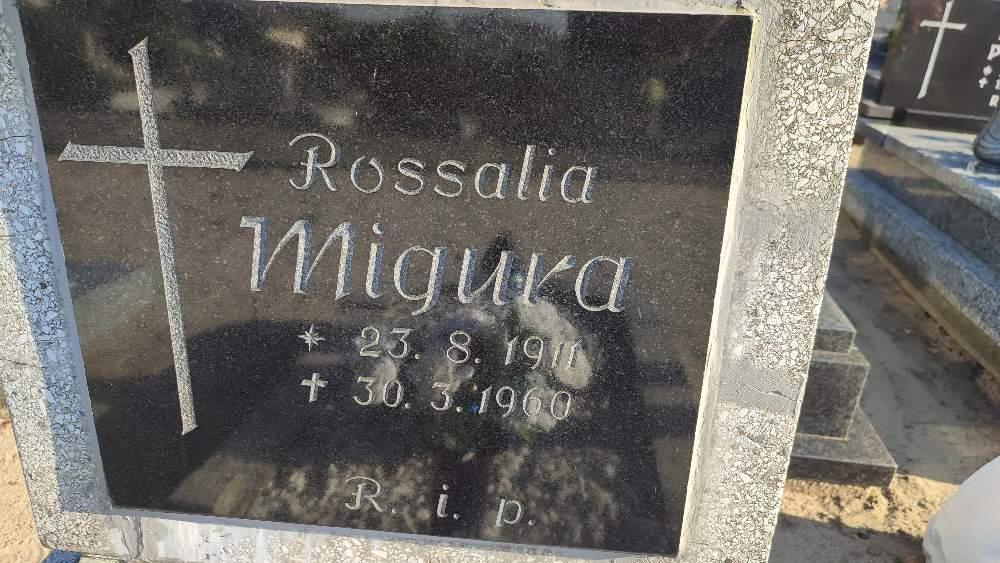 Rossalia
Migura
* 23. 8. 1911
† 30. 3. 1960
R. i. p.